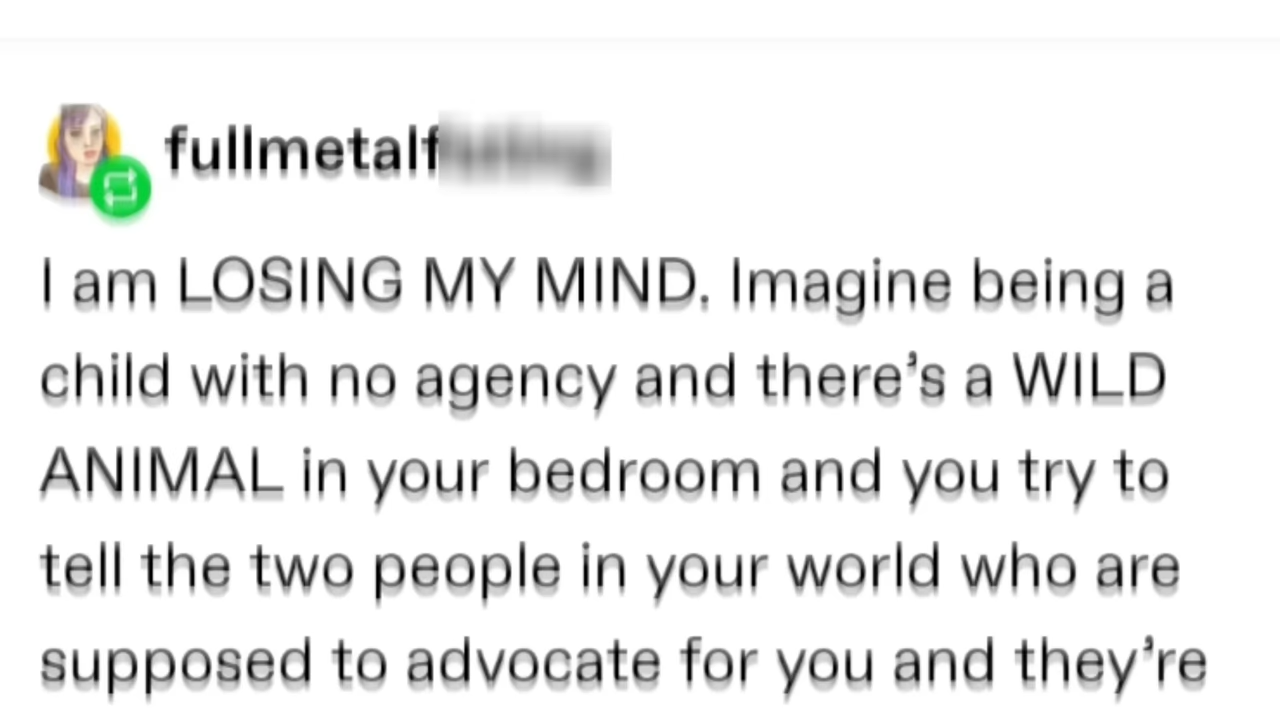 fullmetalf
I am LOSING MY MIND. Imagine being a
child with no agency and there’s a WILD
ANIMAL in your bedroom and you try to
tell the two people in your world who are
supposed to advocate for you and they’re